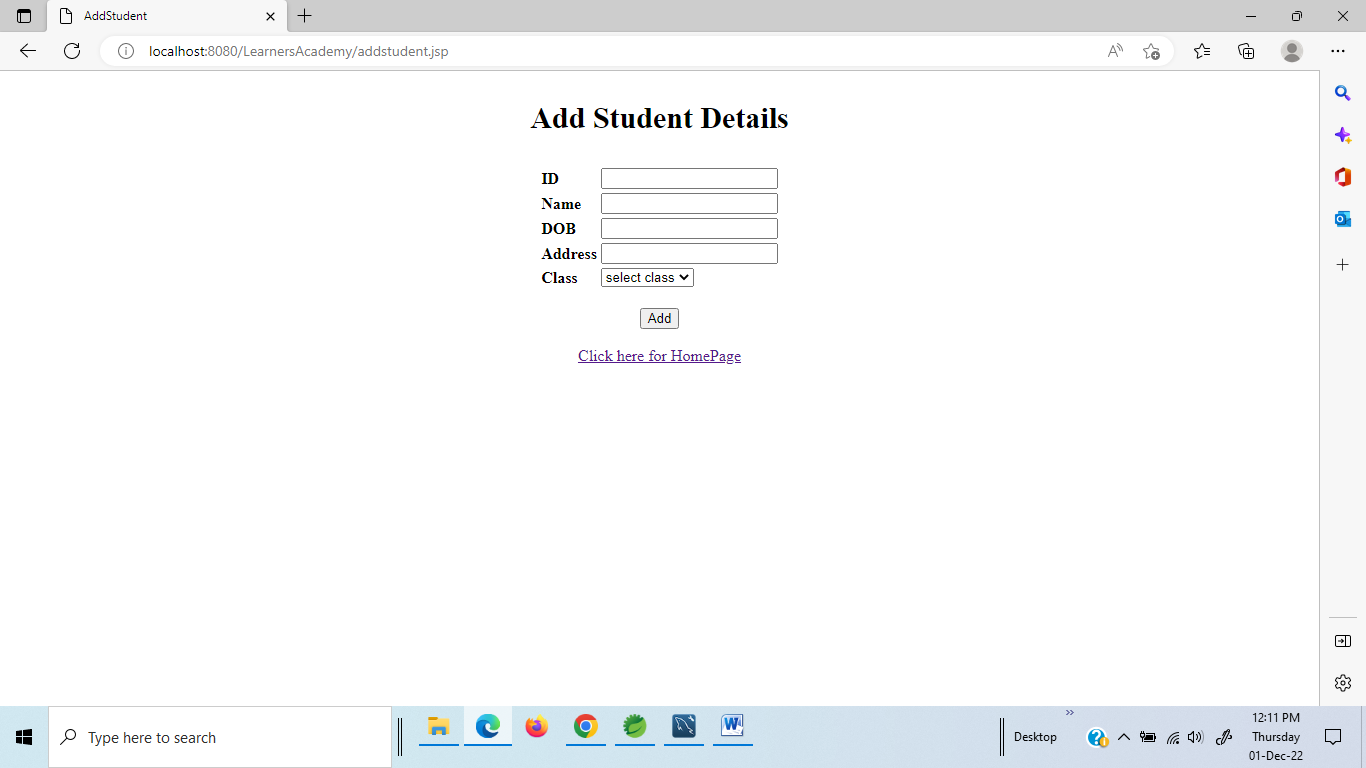 AddStudent
localhost:8080/LearnersAcademy/addstudent.jsp
Add Student Details
ID
Name
DOB
Address
Class select class
Add
Click here for HomePage
Type here to search
Desktop
12:11 PM
Thursday
01-Dec-22